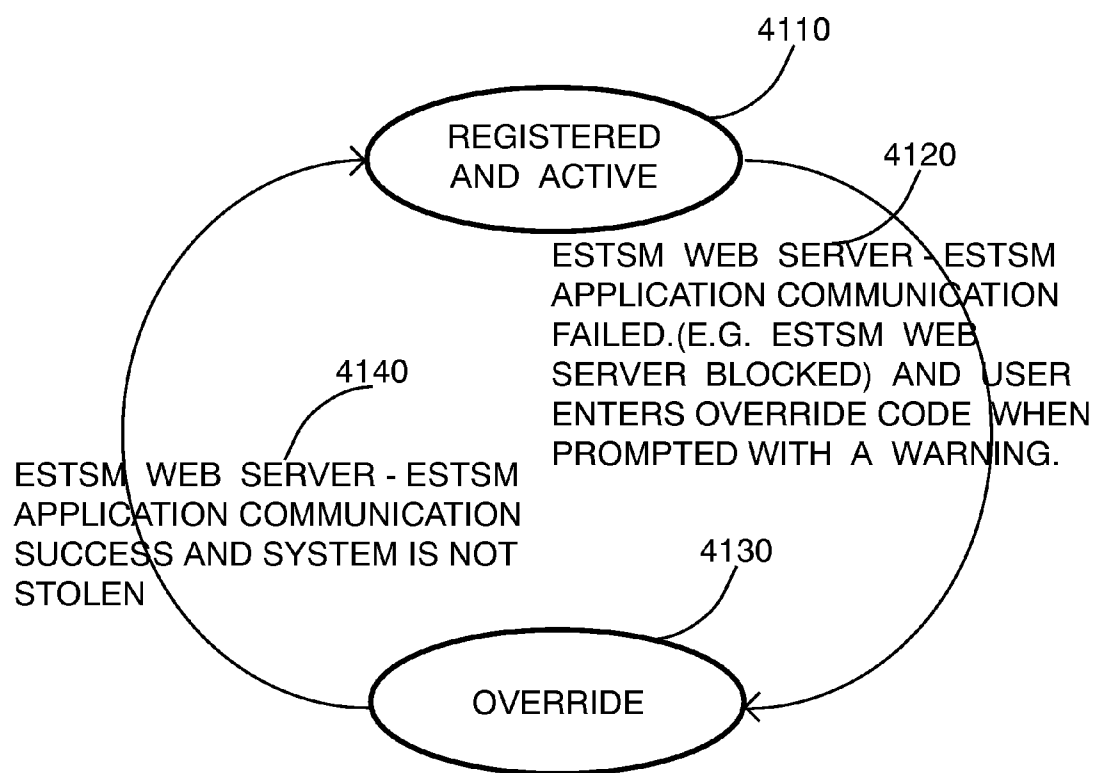 4110
REGISTERED
AND ACTIVE
4120
ESTSM WEB SERVER - ESTSM
APPLICATION COMMUNICATION
FAILED.(E.G. ESTSM WEB
SERVER BLOCKED) AND USER
ENTERS OVERRIDE CODE WHEN
PROMPTED WITH A WARNING.
4140
ESTSM WEB SERVER - ESTSM
APPLICATION COMMUNICATION
SUCCESS AND SYSTEM IS NOT
STOLEN
4130
OVERRIDE